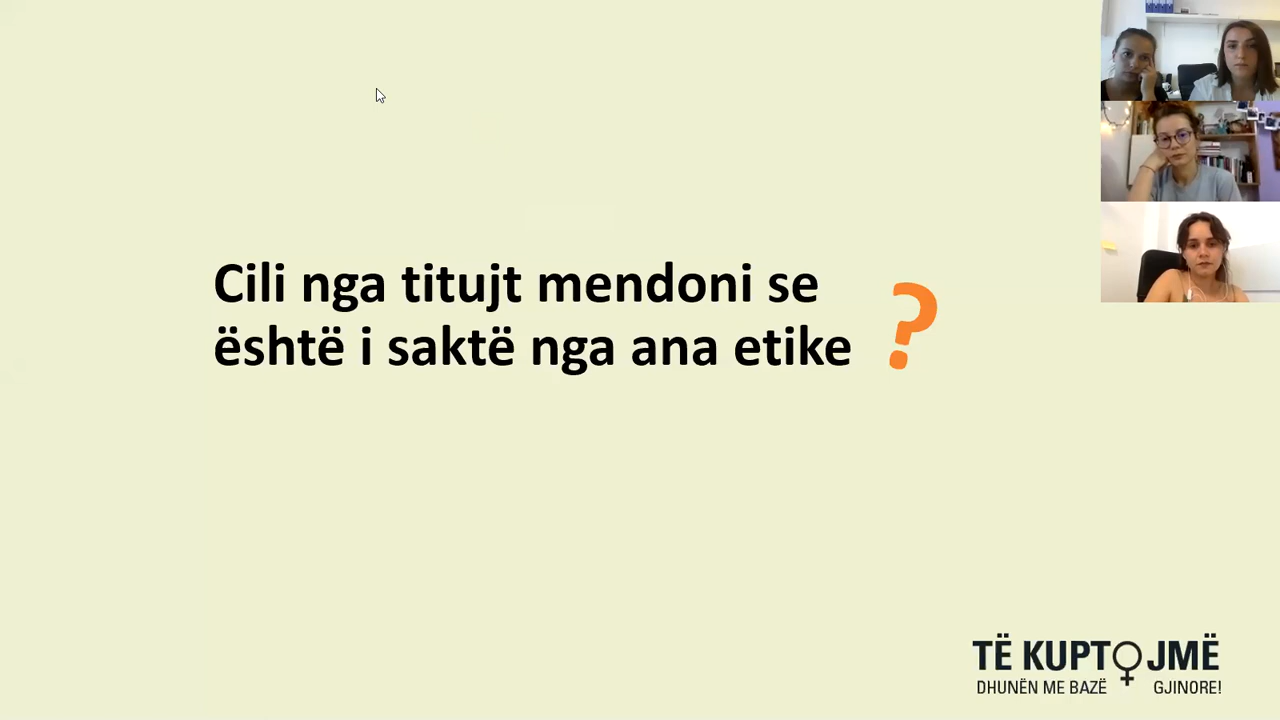 Cili nga titujt mendoni se
është i saktë nga ana etike ?
TË KUPTOJMË
DHUNËN ME BAZË GJINORE!